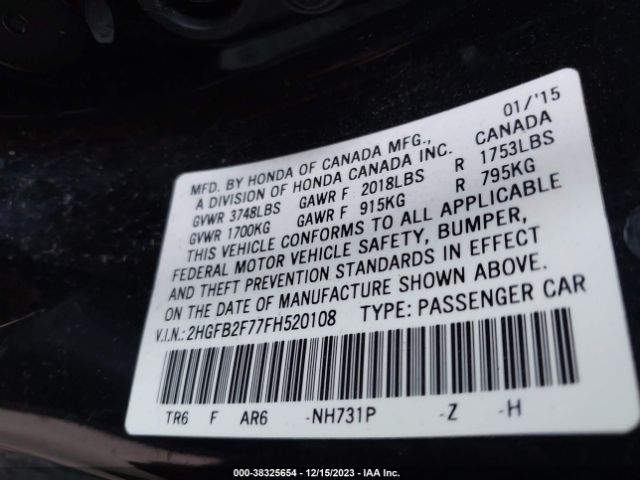 01/'15
MFD. BY HONDA OF CANADA MFG.,
A DIVISION OF HONDA CANADA INC. CANADA
GVWR 3748LBS GAWR F 2018LBS R 1753LBS
GVWR 1700KG GAWR F 915KG R 795KG
THIS VEHICLE CONFORMS TO ALL APPLICABLE
FEDERAL MOTOR VEHICLE SAFETY, BUMPER,
AND THEFT PREVENTION STANDARDS IN EFFECT
ON THE DATE OF MANUFACTURE SHOWN ABOVE.
V.I.N.: 2HGFB2F77FH520108 TYPE: PASSENGER CAR
TR6 F AR6 -NH731P -Z -H
000-38325654 - 12/15/2023 - IAA Inc.